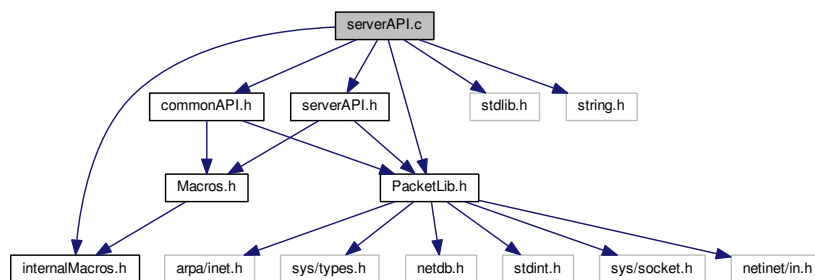 serverAPI.c
commonAPI.h
serverAPI.h
stdlib.h
string.h
Macros.h
PacketLib.h
internalMacros.h
arpa/inet.h
sys/types.h
netdb.h
stdint.h
sys/socket.h
netinet/in.h